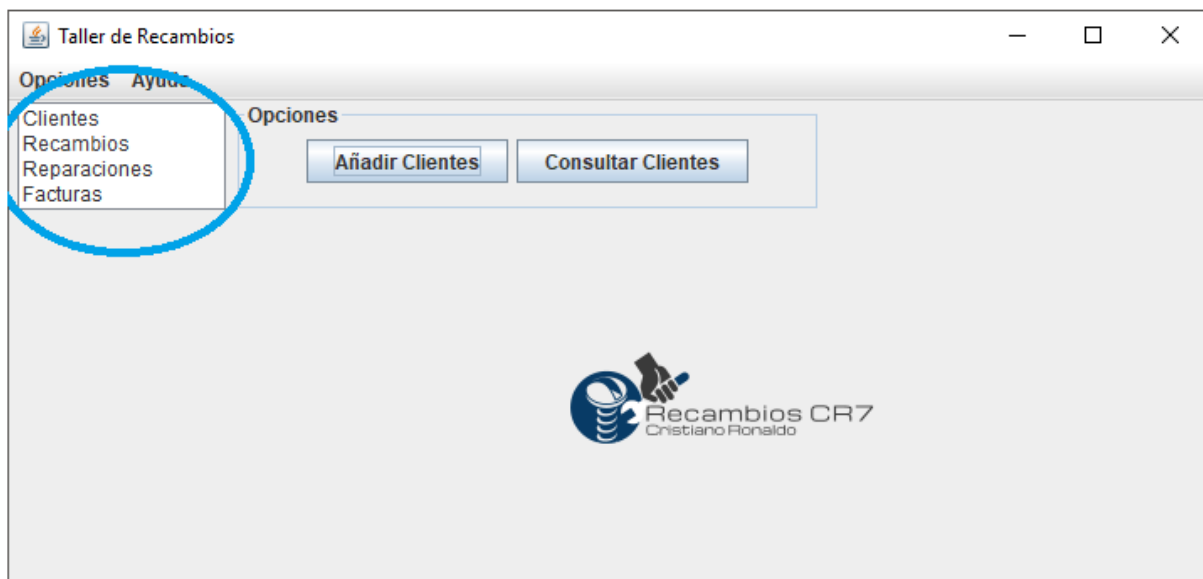 Taller de Recambios
Opciones Ayuda
Clientes
Recambios
Reparaciones
Facturas
Opciones
Añadir Clientes Consultar Clientes
Recambios CR7
Cristiano Ronaldo